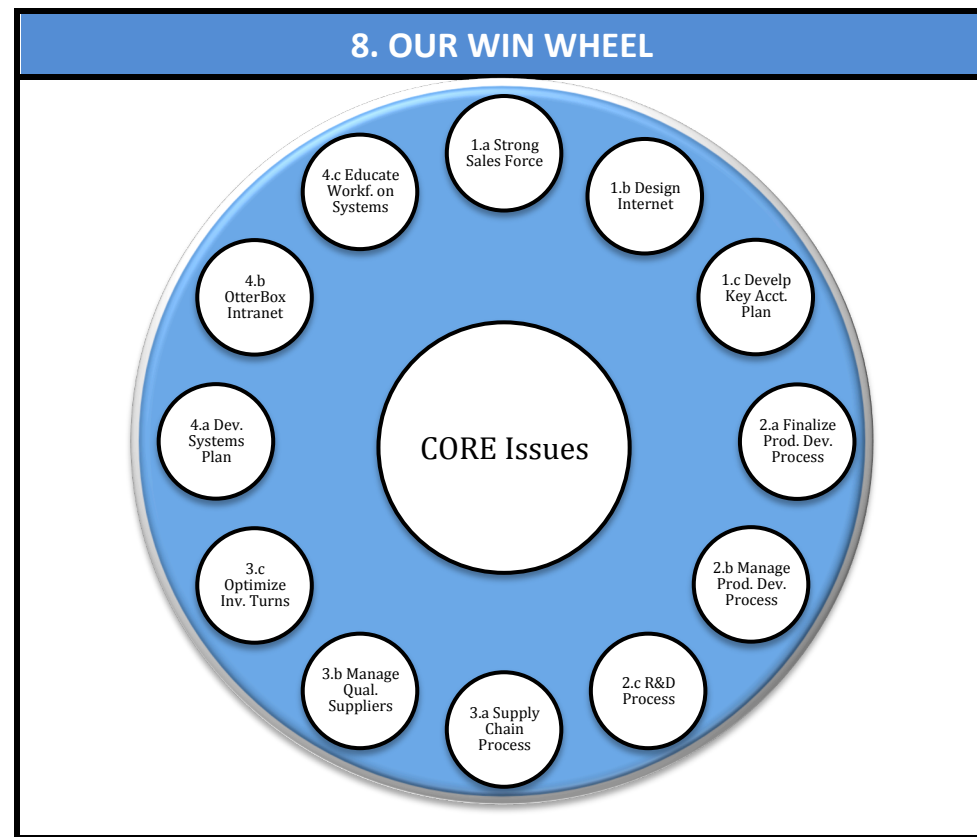 8. OUR WIN WHEEL
1.a Strong
Sales Force
1.b Design
Internet
1.c Develp
Key Acct.
Plan
2.a Finalize
Prod. Dev.
Process
2.b Manage
Prod. Dev.
Process
2.c R&D
Process
3.a Supply
Chain
Process
3.b Manage
Qual.
Suppliers
3.c
Optimize
Inv. Turns
4.a Dev.
Systems
Plan
4.b
OtterBox
Intranet
4.c Educate
Workf. on
Systems
CORE Issues